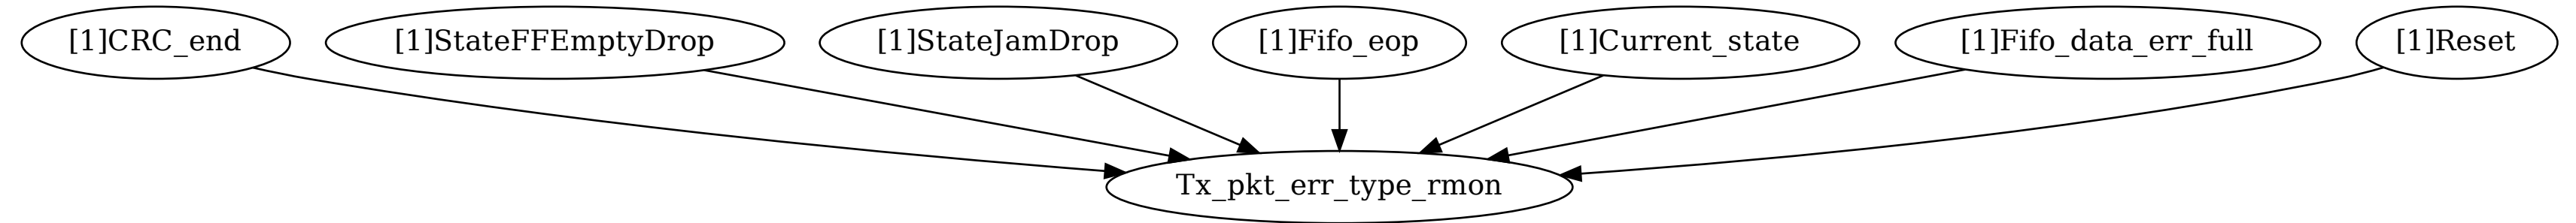 [1]CRC_end
[1]StateFFEmptyDrop
[1]StateJamDrop
[1]Fifo_eop
[1]Current_state
[1]Fifo_data_err_full
[1]Reset
Tx_pkt_err_type_rmon